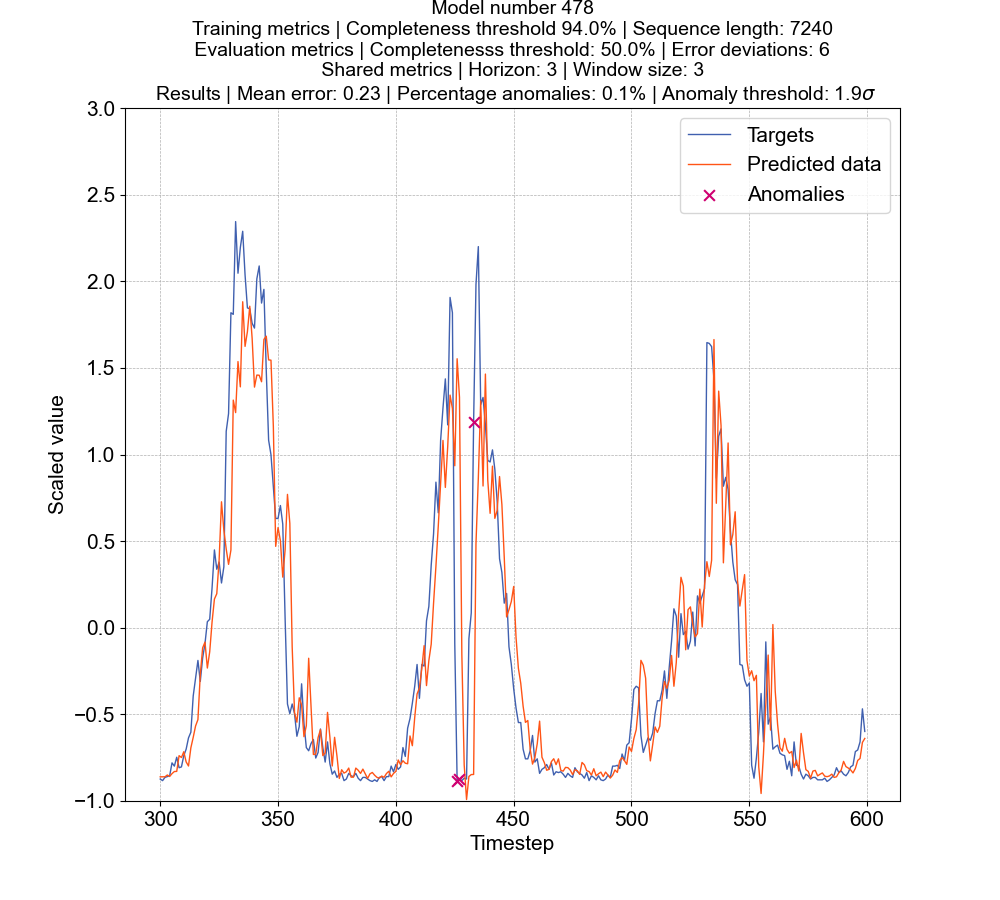 Model number 478
Training metrics | Completeness threshold 94.0% | Sequence length: 7240
Evaluation metrics | Completenesss threshold: 50.0% | Error deviations: 6
Shared metrics | Horizon: 3 | Window size: 3
Results | Mean error: 0.23 | Percentage anomalies: 0.1% | Anomaly threshold: 1.9σ
3.0
2.5
2.0
1.5
1.0
0.5
0.0
−0.5
−1.0
Scaled value
Targets
Predicted data
Anomalies
300 350 400 450 500 550 600
Timestep